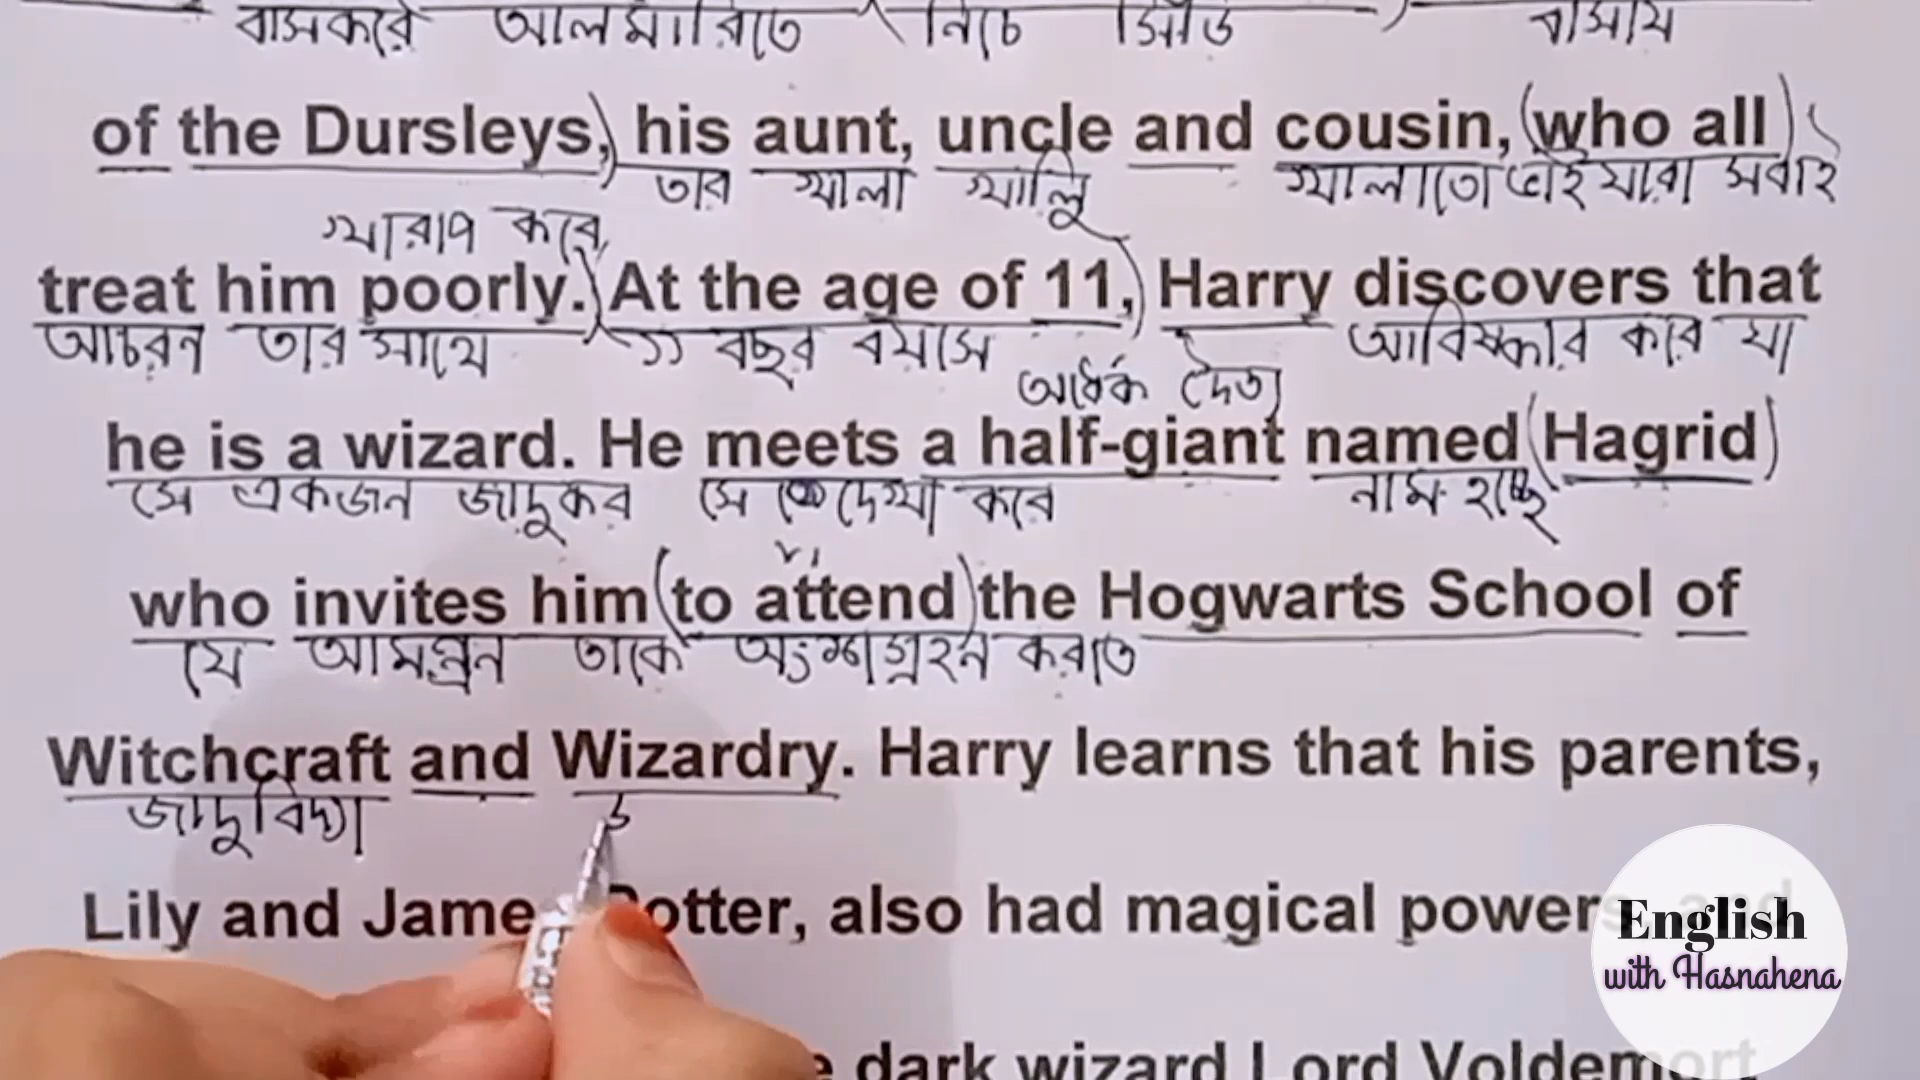 বাসকরে আলমারিতে নিচে সিঁড়ি বাসায়
of the Dursleys, his aunt, uncle and cousin, who all
তার খালা খালু খালাতো ভাই যারা সবাই
খারাপ করে
treat him poorly. At the age of 11, Harry discovers that
আচরন তার সাথে ১১ বছর বয়সে আবিষ্কার করে যা
অর্ধেক দৈত্য
he is a wizard. He meets a half-giant named Hagrid
সে একজন জাদুকর সে দেখা করে নাম হচ্ছে
who invites him to attend the Hogwarts School of
যে আমন্ত্রন তাকে অংশগ্রহন করতে
Witchcraft and Wizardry. Harry learns that his parents,
জাদুবিদ্যা
Lily and James Potter, also had magical powers, and
dark wizard Lord Voldemort
English
with Hasnahena